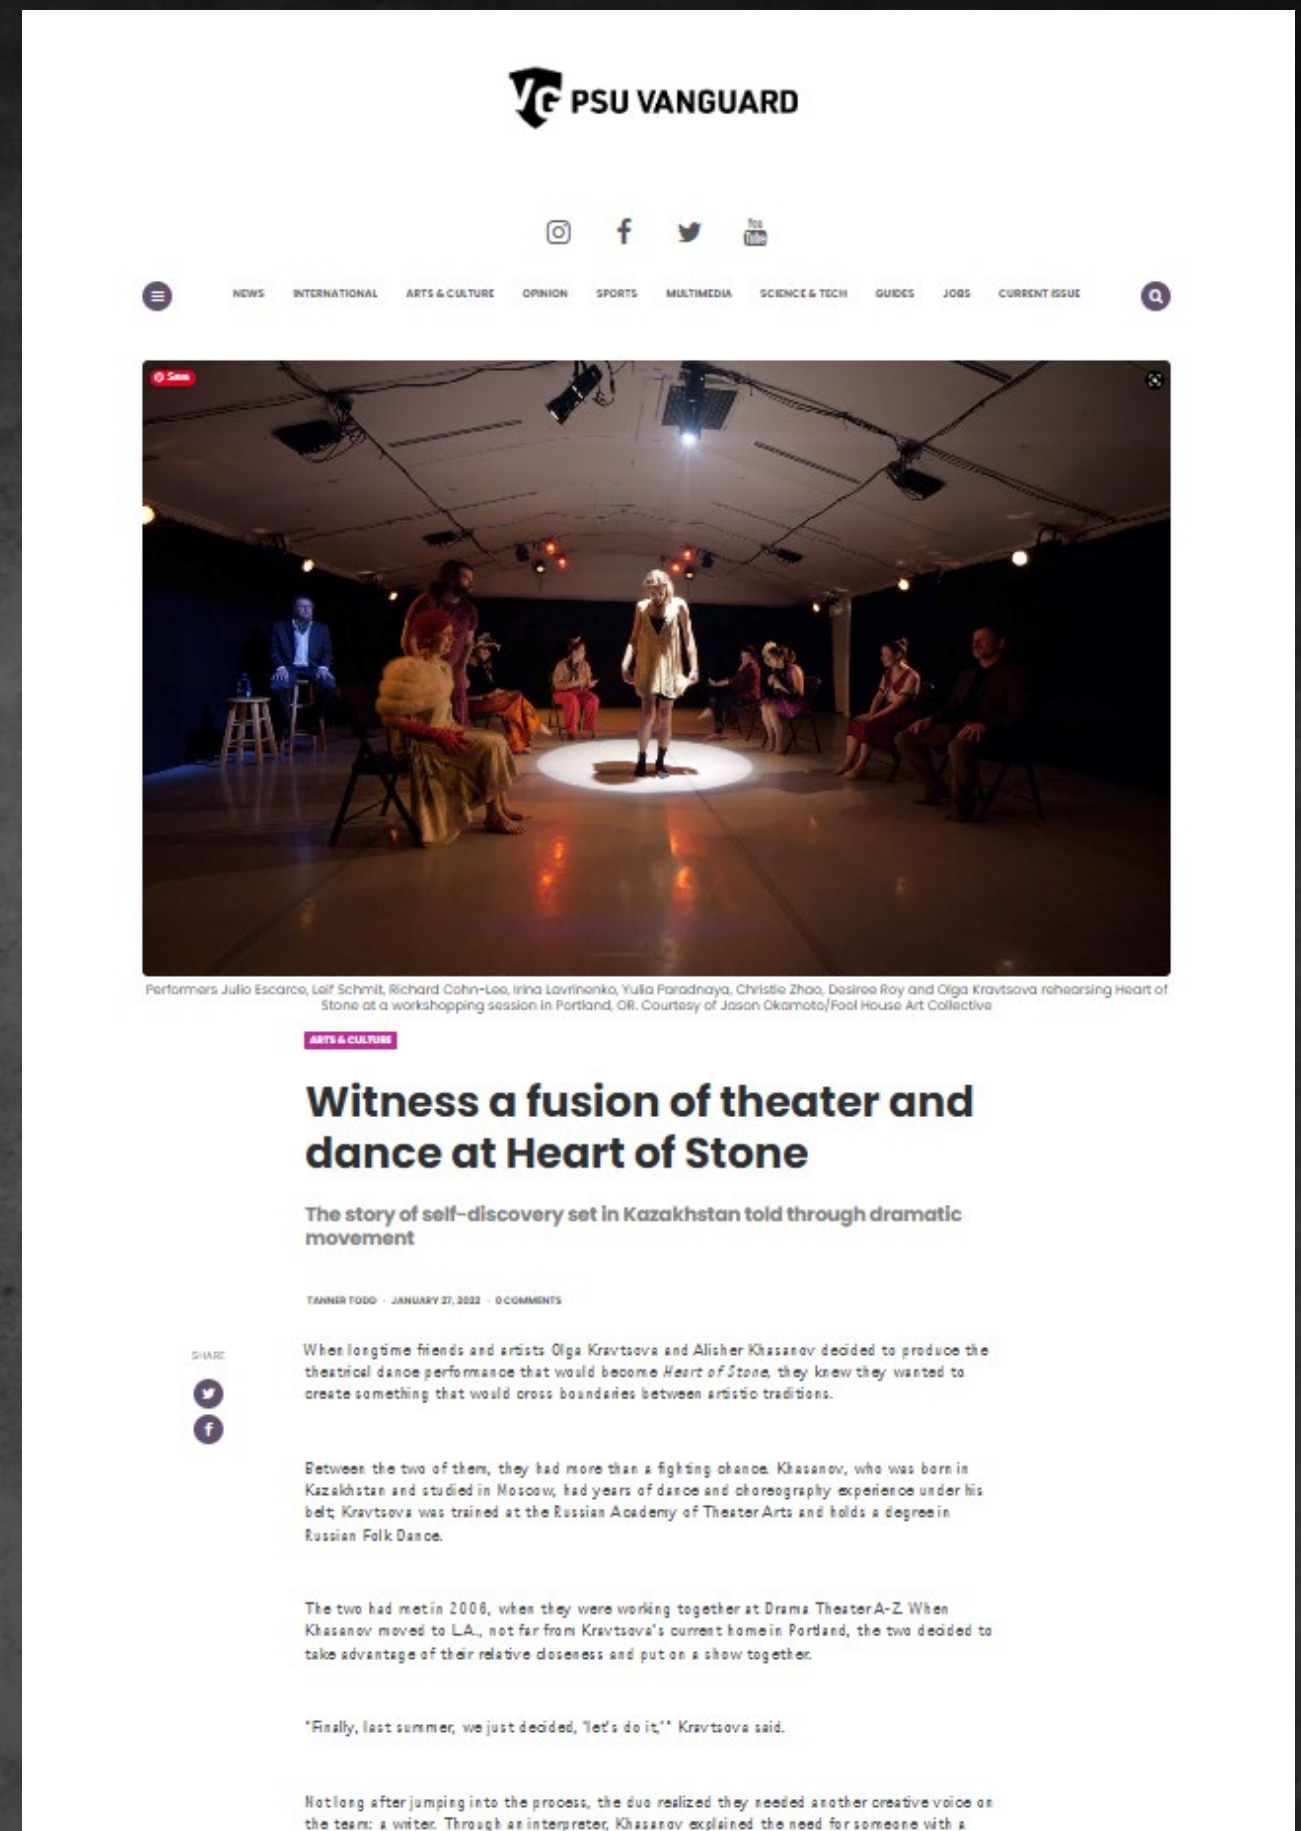 VG PSU VANGUARD
You
Tube
NEWS INTERNATIONAL ARTS & CULTURE OPINION SPORTS MULTIMEDIA SCIENCE & TECH GUIDES JOBS CURRENT ISSUE
Save
Performers Julio Escarce, Leif Schmit, Richard Cohn-Lee, Irina Lavrinenko, Yulia Paradnaya, Christie Zhao, Desiree Roy and Olga Kravtsova rehearsing Heart of
Stone at a workshopping session in Portland, OR. Courtesy of Jason Okamoto/Fool House Art Collective
ARTS & CULTURE
Witness a fusion of theater and
dance at Heart of Stone
The story of self-discovery set in Kazakhstan told through dramatic
movement
TANNER TODD · JANUARY 27, 2022 · 0 COMMENTS
SHARE
When longtime friends and artists Olga Kravtsova and Alisher Khasanov decided to produce the
theatrical dance performance that would become Heart of Stone, they knew they wanted to
create something that would cross boundaries between artistic traditions.
Between the two of them, they had more than a fighting chance. Khasanov, who was born in
Kazakhstan and studied in Moscow, had years of dance and choreography experience under his
belt; Kravtsova was trained at the Russian Academy of Theater Arts and holds a degree in
Russian Folk Dance.
The two had met in 2006, when they were working together at Drama Theater A-Z. When
Khasanov moved to L.A., not far from Kravtsova's current home in Portland, the two decided to
take advantage of their relative closeness and put on a show together.
"Finally, last summer, we just decided, 'let's do it,'" Kravtsova said.
Not long after jumping into the process, the duo realized they needed another creative voice on
the team: a writer. Through an interpreter, Khasanov explained the need for someone with a